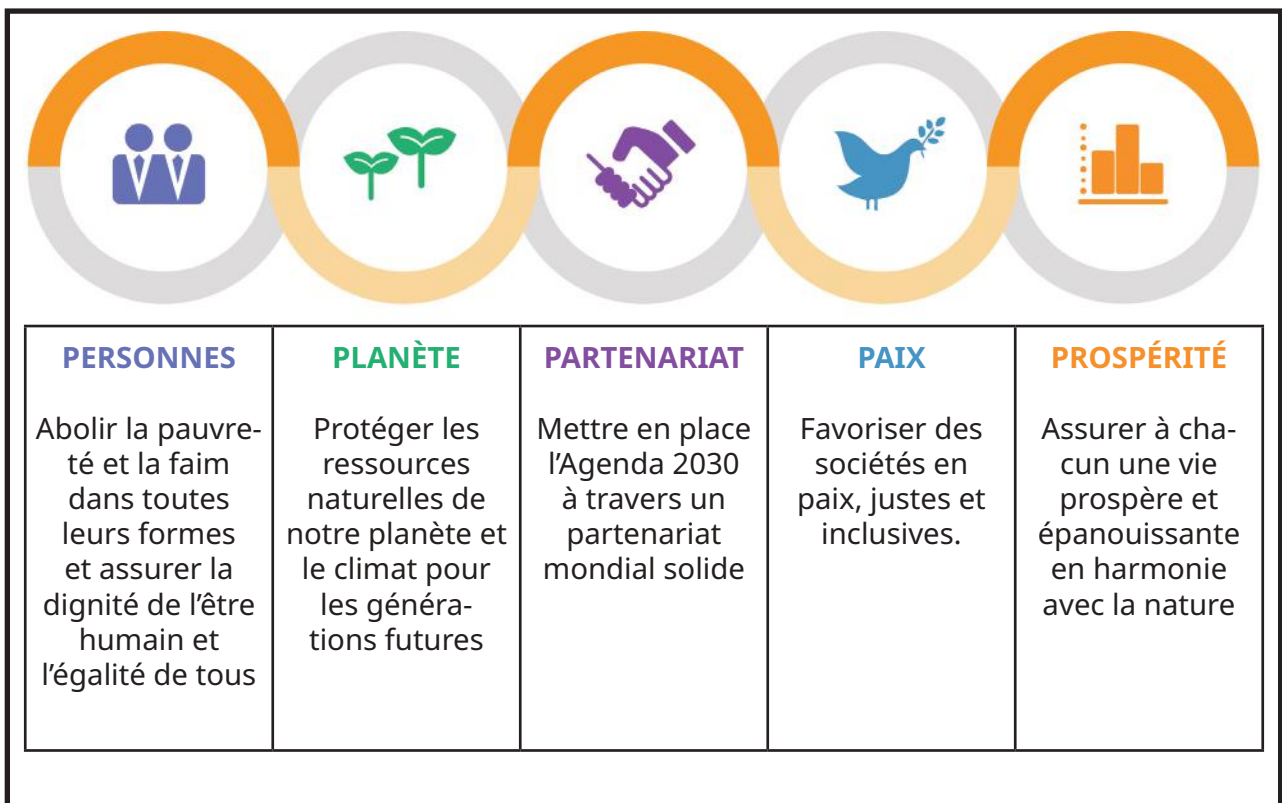 PERSONNES
Abolir la pauvre-
té et la faim
dans toutes
leurs formes
et assurer la
dignité de l’être
humain et
l’égalité de tous
PLANÈTE
Protéger les
ressources
naturelles de
notre planète et
le climat pour
les généra-
tions futures
PARTENARIAT
Mettre en place
l’Agenda 2030
à travers un
partenariat
mondial solide
PAIX
Favoriser des
sociétés en
paix, justes et
inclusives.
PROSPÉRITÉ
Assurer à cha-
cun une vie
prospère et
épanouissante
en harmonie
avec la nature